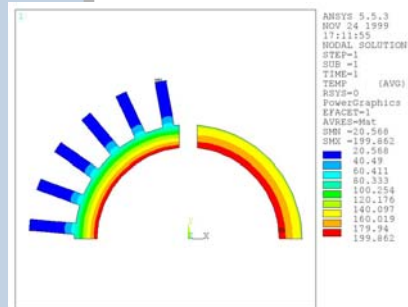 1
ANSYS 5.5.3
NOV 24 1999
17:11:55
NODAL SOLUTION
STEP=1
SUB =1
TIME=1
TEMP (AVG)
RSYS=0
PowerGraphics
EFACET=1
AVRES=Mat
SMN =20.568
SMX =199.862
20.568
40.49
60.411
80.333
100.254
120.176
140.097
160.019
179.94
199.862
Z
X